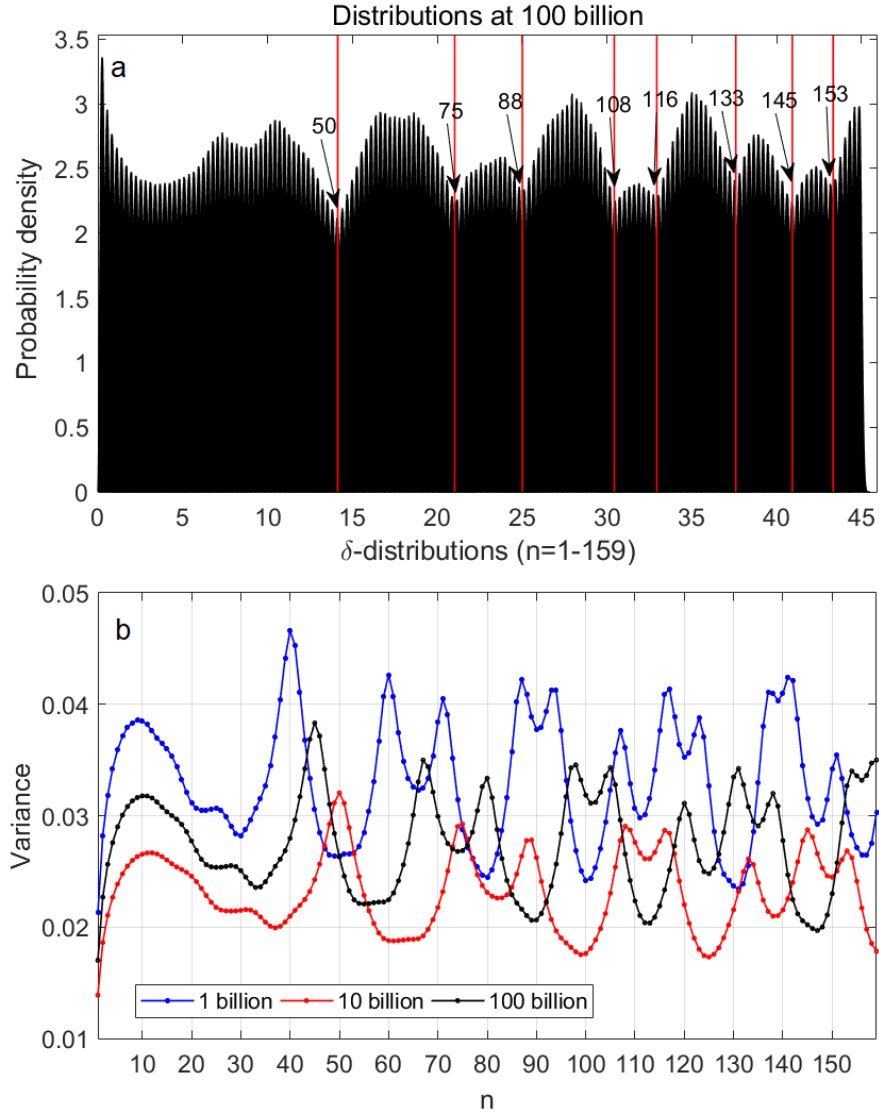 Distributions at 100 billion
a
Probability density
3.5
3
2.5
2
1.5
1
0.5
0
50
75
88
108
116
133
145
153
0 5 10 15 20 25 30 35 40 45
δ-distributions (n=1-159)
b
Variance
0.05
0.04
0.03
0.02
0.01
1 billion 10 billion 100 billion
10 20 30 40 50 60 70 80 90 100 110 120 130 140 150
n